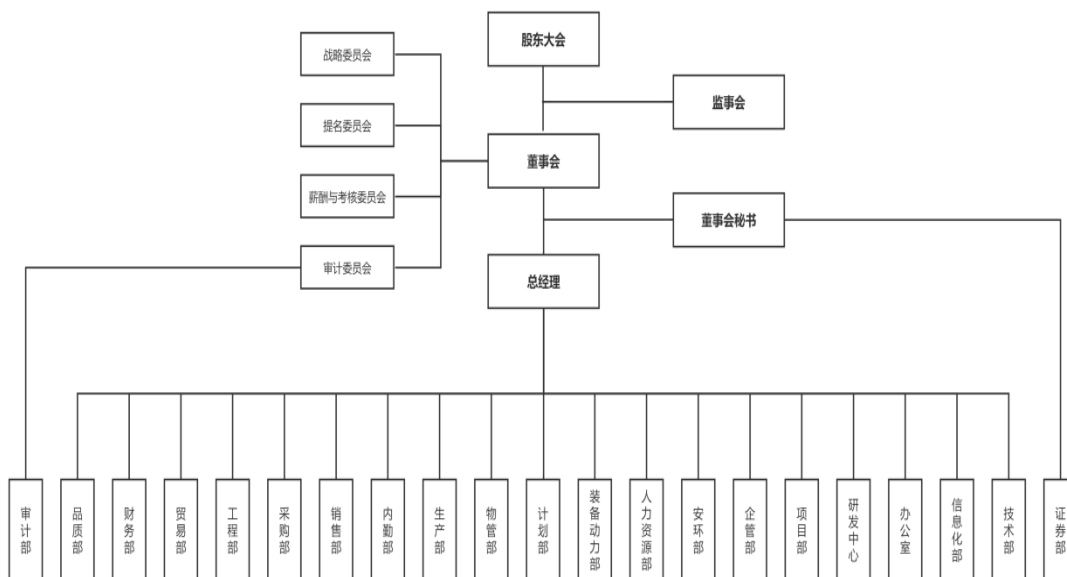 股东大会
战略委员会
监事会
提名委员会
董事会
薪酬与考核委员会
董事会秘书
审计委员会
总经理
审计部
品质部
财务部
贸易部
工程部
采购部
销售部
内勤部
生产部
物管部
计划部
装备动力部
人力资源部
安环部
企管部
项目部
研发中心
办公室
信息化部
技术部
证券部